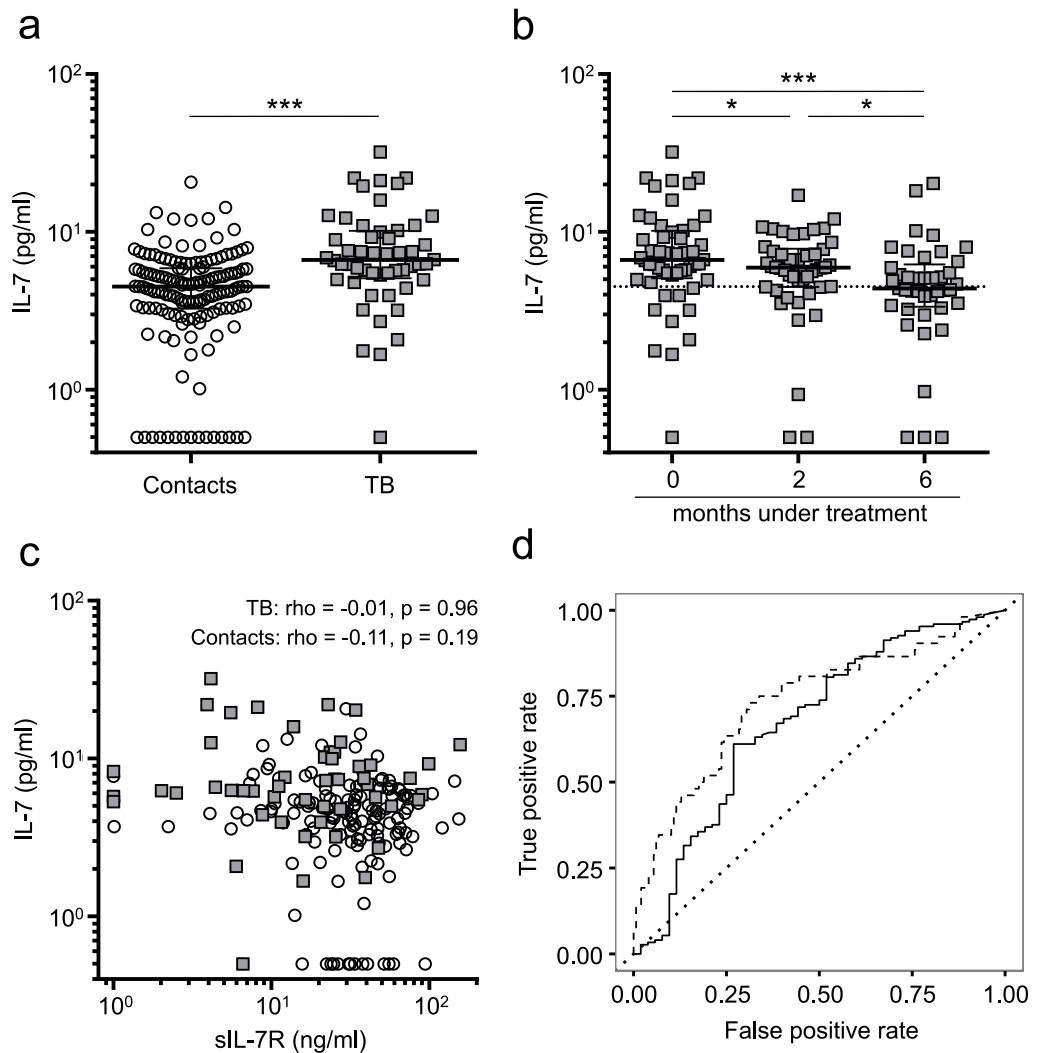 a
10²
10¹
10⁰
IL-7 (pg/ml)
***
Contacts
TB
b
10²
10¹
10⁰
IL-7 (pg/ml)
***
*
*
0
2
6
months under treatment
c
10²
10¹
10⁰
IL-7 (pg/ml)
TB: rho = -0.01, p = 0.96
Contacts: rho = -0.11, p = 0.19
10⁰
10¹
10²
sIL-7R (ng/ml)
d
1.00
0.75
0.50
0.25
0.00
True positive rate
0.00
0.25
0.50
0.75
1.00
False positive rate